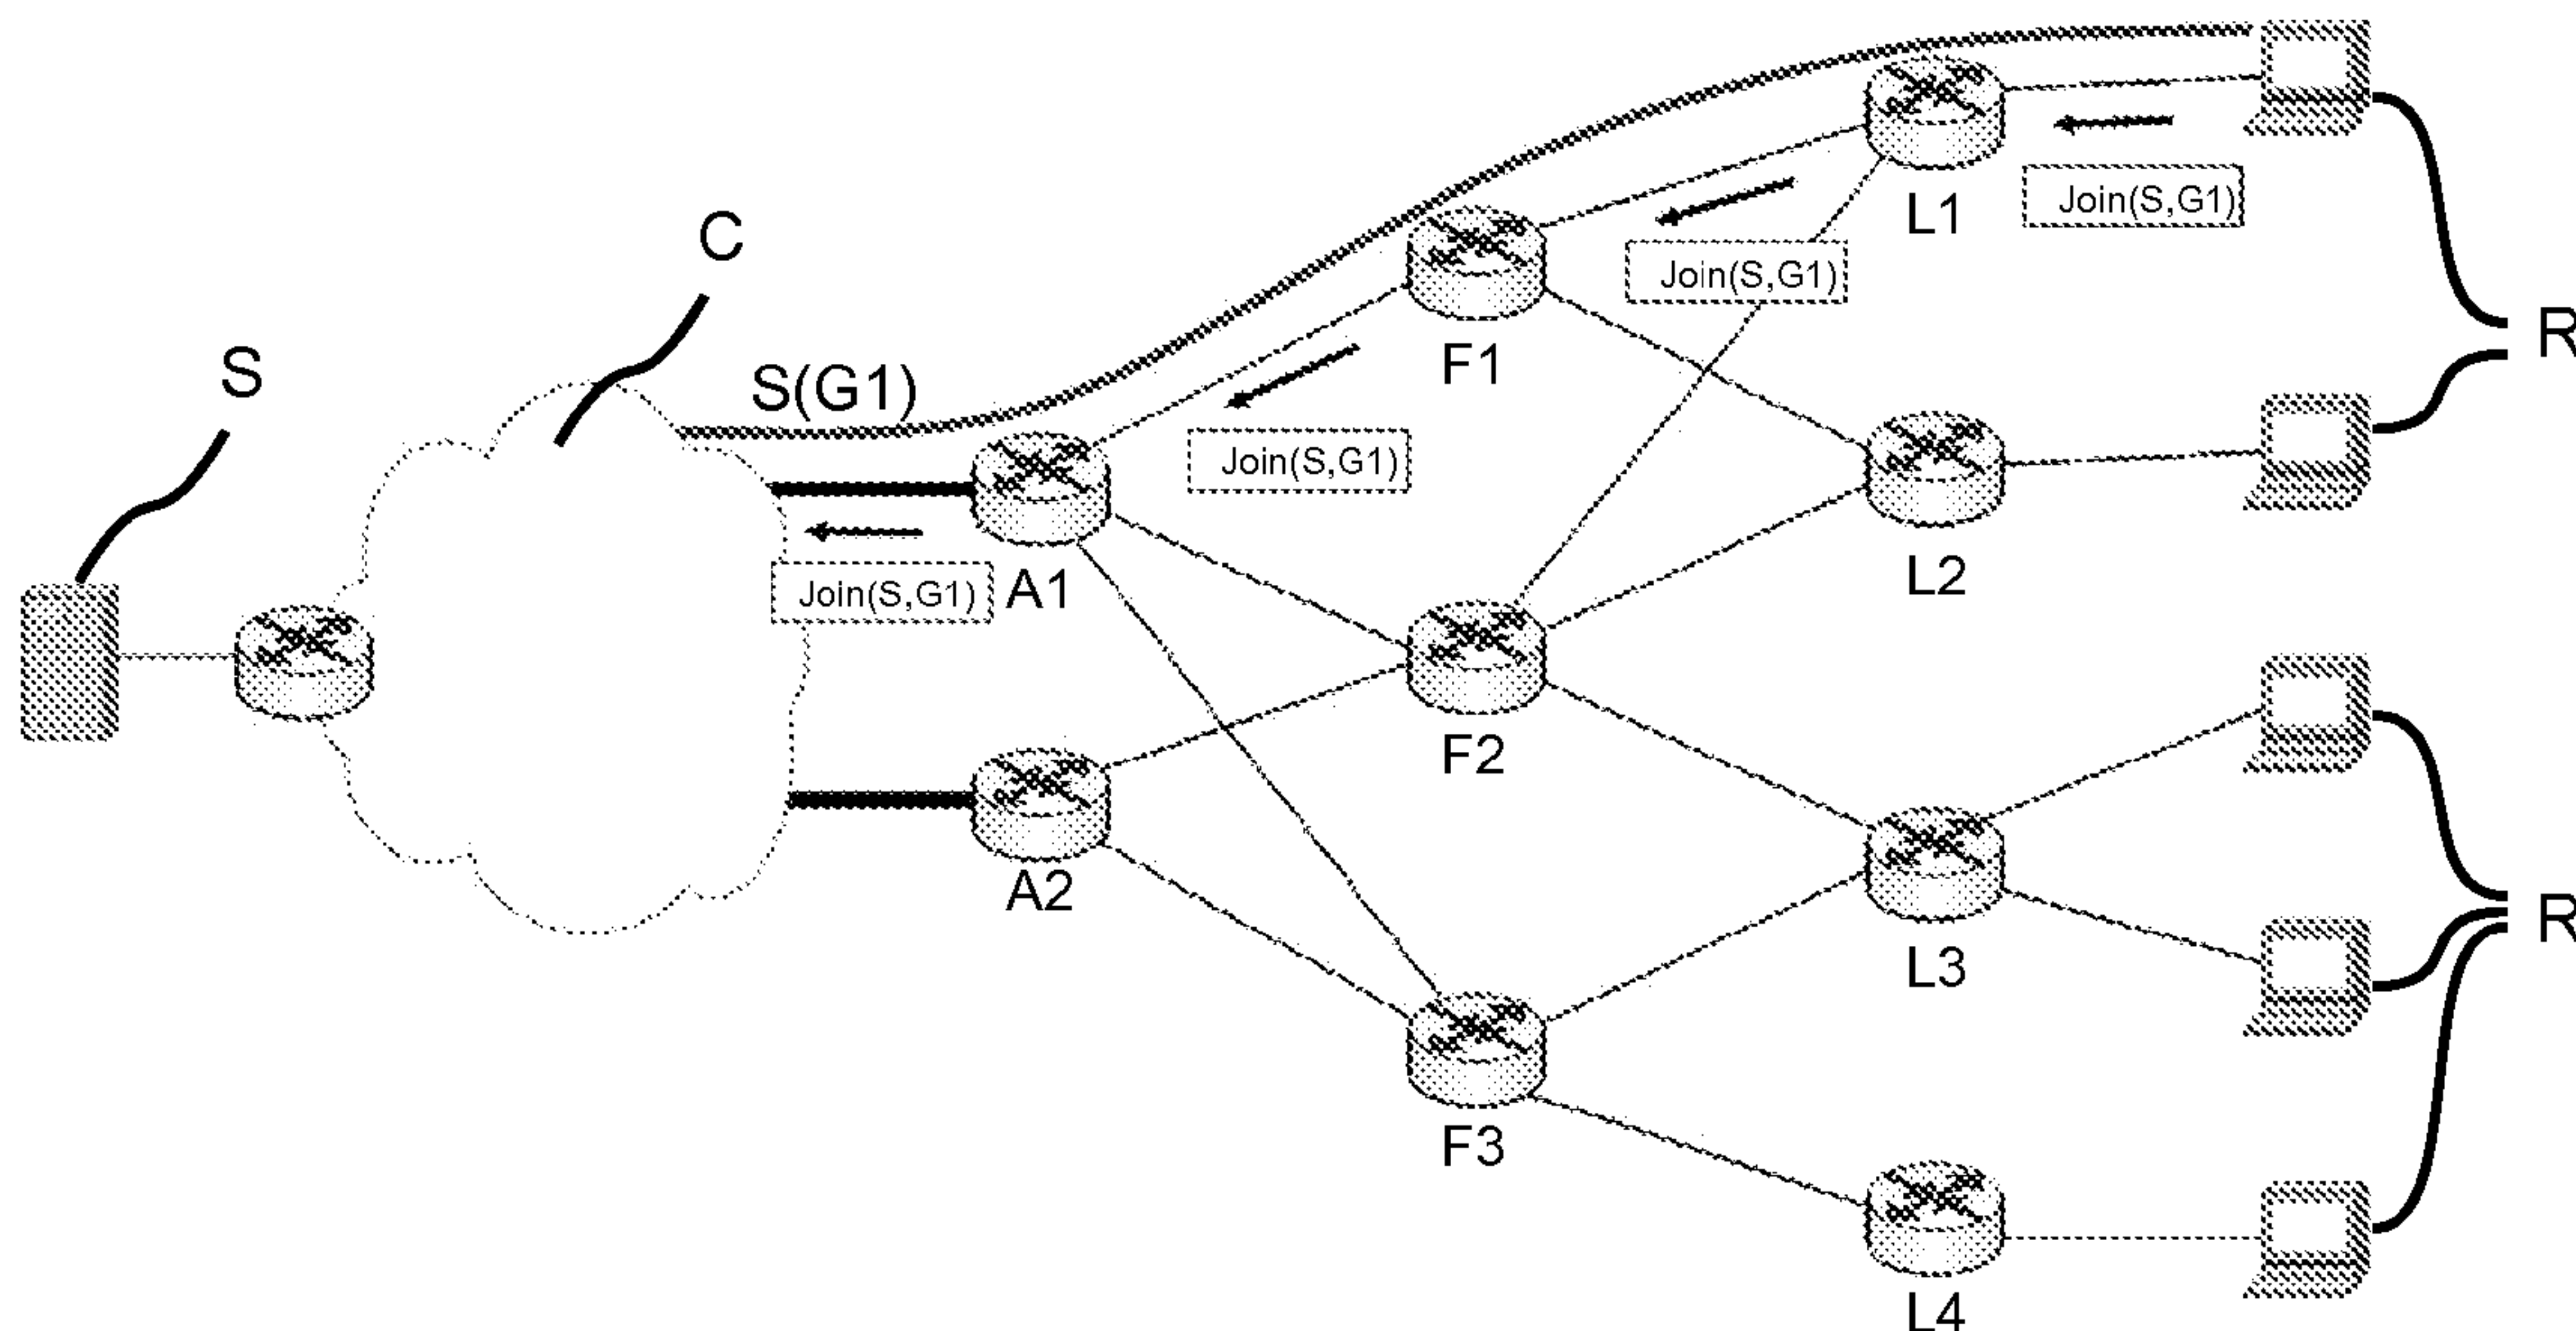 L1
Join(S,G1)
C
Join(S,G1)
R
F1
S
S(G1)
Join(S,G1)
A1
L2
Join(S,G1)
F2
A2
R
L3
F3
L4